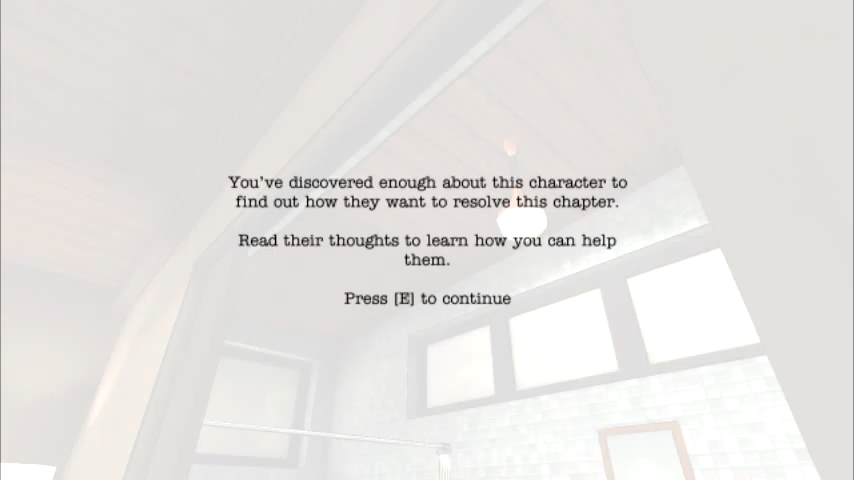 You've discovered enough about this character to
find out how they want to resolve this chapter.
Read their thoughts to learn how you can help
them.
Press [E] to continue